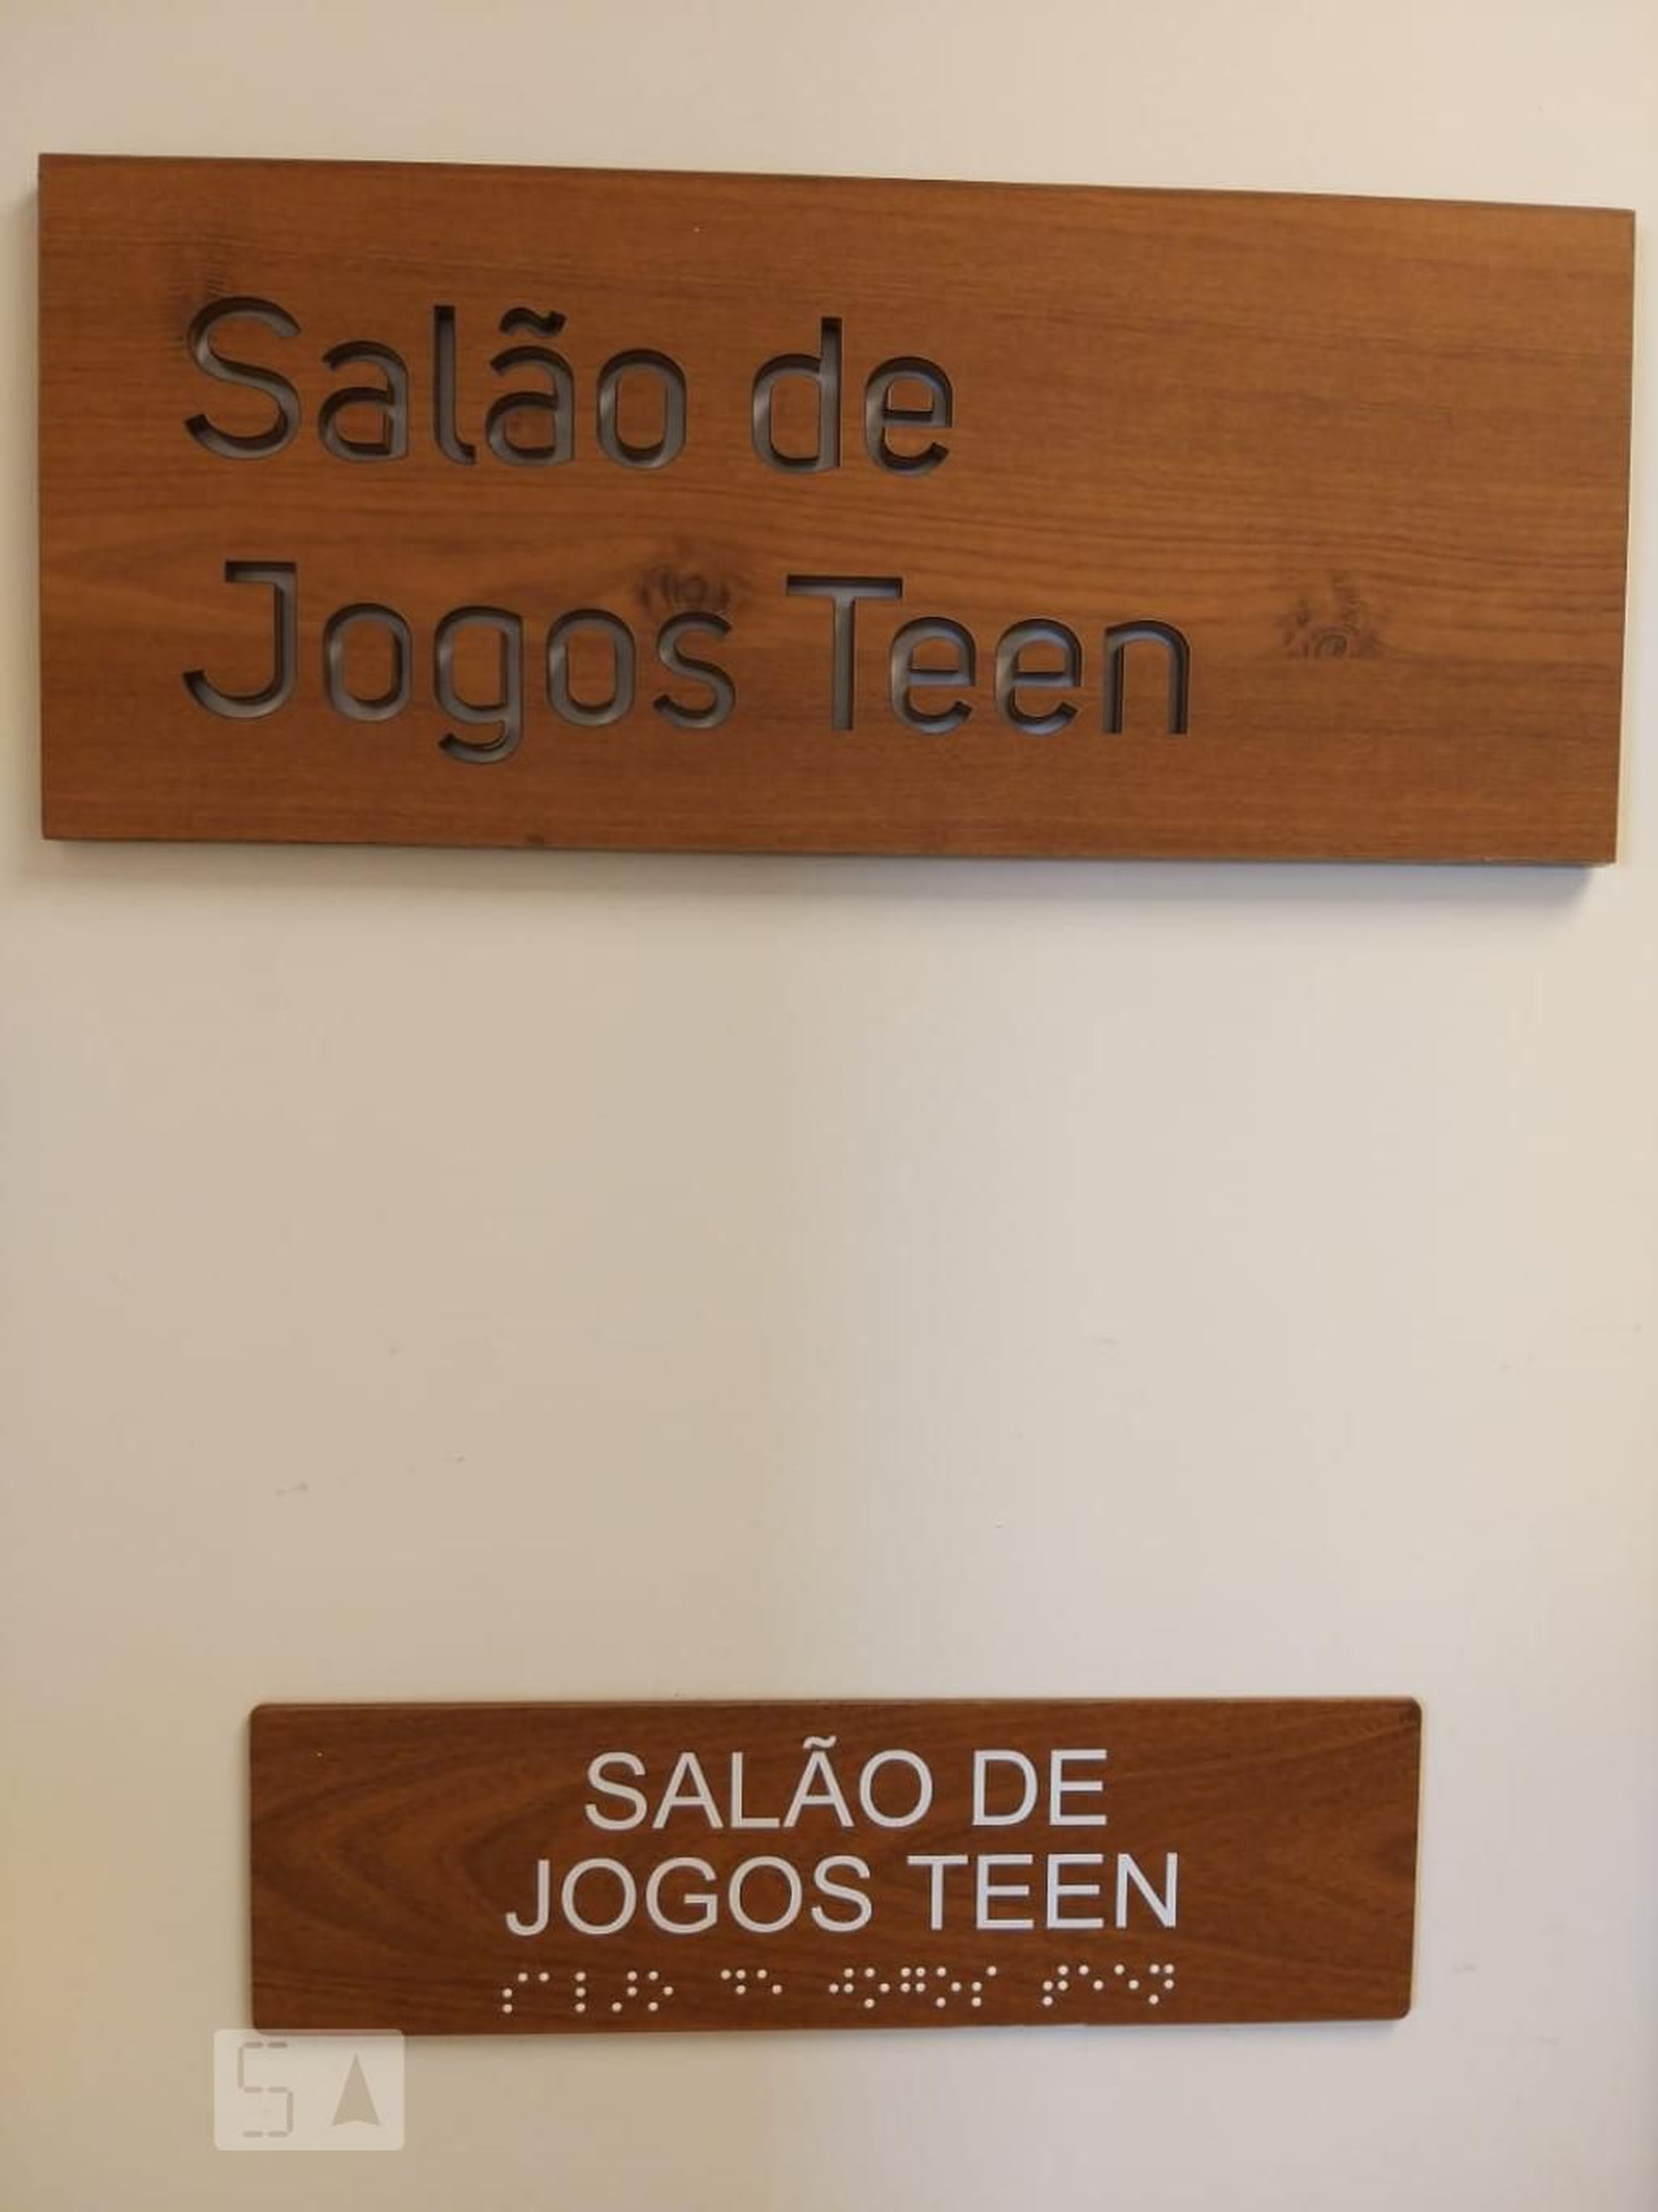 Salão de
Jogos Teen
SALÃO DE
JOGOS TEEN
⠎⠁⠇⠜⠕ ⠙⠑ ⠚⠕⠛⠕⠎ ⠞⠑⠑⠝
S